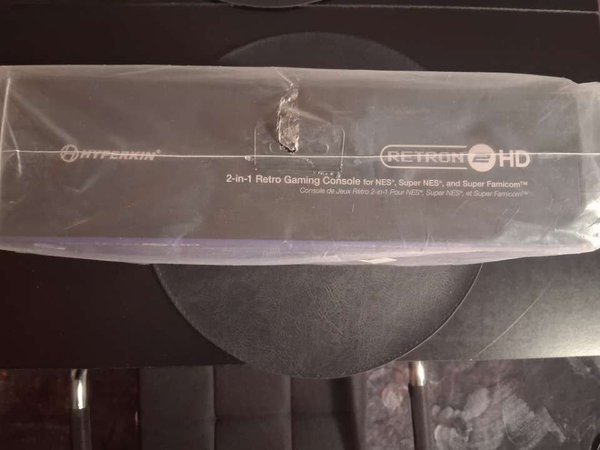 HYPERKIN®
RETRON 2 HD
2-in-1 Retro Gaming Console for NES®, Super NES®, and Super Famicom™
Console de Jeux Rétro 2-in-1 Pour NES®, Super NES®, et Super Famicom™